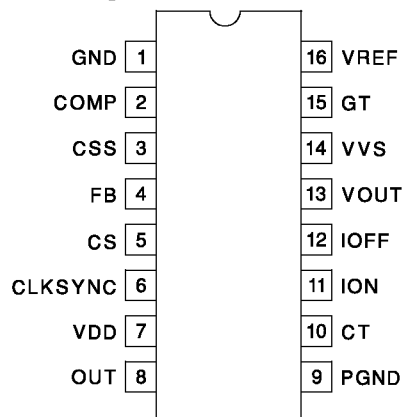 GND 1 16 VREF
COMP 2 15 GT
CSS 3 14 VVS
FB 4 13 VOUT
CS 5 12 IOFF
CLKSYNC 6 11 ION
VDD 7 10 CT
OUT 8 9 PGND